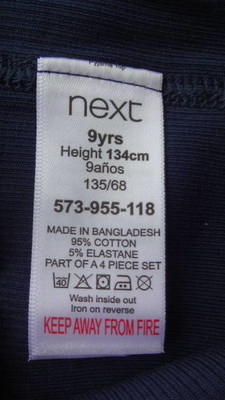 next
9yrs
Height 134cm
9años
135/68
573-955-118
MADE IN BANGLADESH
95% COTTON
5% ELASTANE
PART OF A 4 PIECE SET
40
Wash inside out
Iron on reverse
KEEP AWAY FROM FIRE